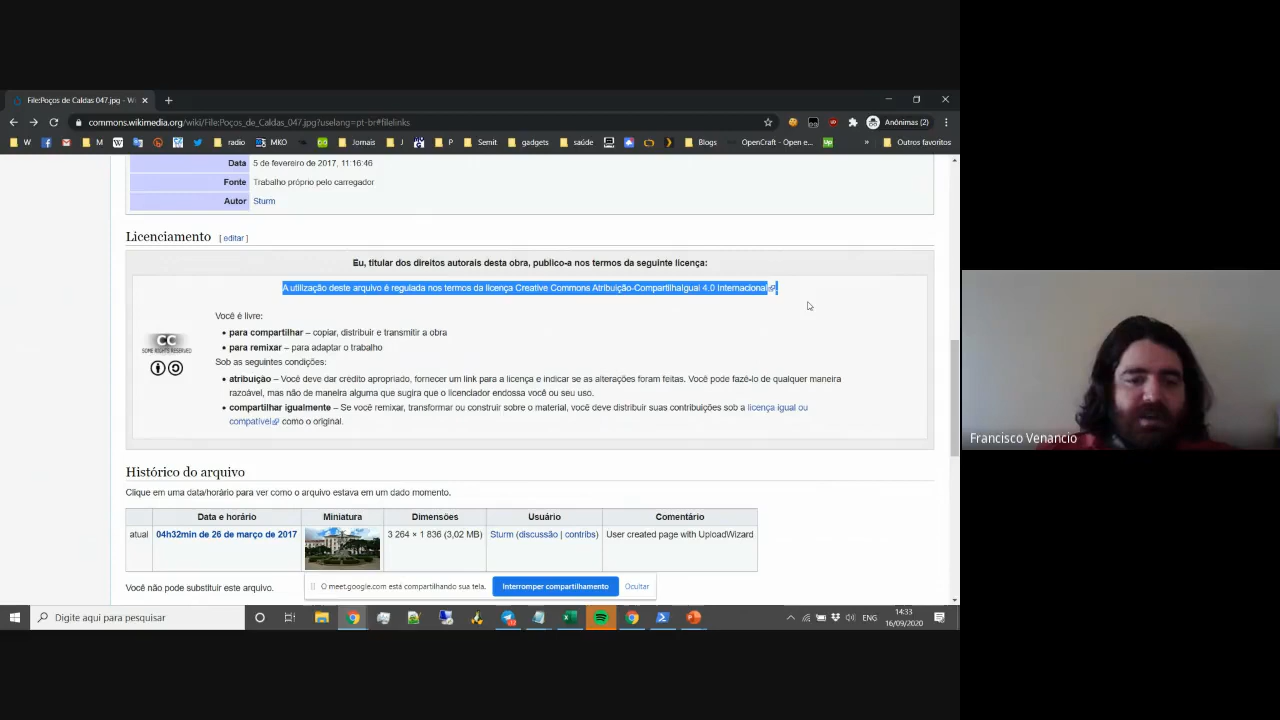 File:Poços de Caldas 047.jpg - Wi
commons.wikimedia.org/wiki/File:Poços_de_Caldas_047.jpg?uselang=pt-br#filelinks
Anônimas (2)
W
M
radio
MKO
Jornais
J
P
Semit
gadgets
saúde
Blogs
OpenCraft - Open e...
up
»
Outros favoritos
Data 5 de fevereiro de 2017, 11:16:46
Fonte Trabalho próprio pelo carregador
Autor Sturm
Licenciamento [ editar ]
Eu, titular dos direitos autorais desta obra, publico-a nos termos da seguinte licença:
A utilização deste arquivo é regulada nos termos da licença Creative Commons Atribuição-CompartilhaIgual 4.0 Internacional.
Você é livre:
CC
SOME RIGHTS RESERVED
• para compartilhar – copiar, distribuir e transmitir a obra
• para remixar – para adaptar o trabalho
Sob as seguintes condições:
• atribuição – Você deve dar crédito apropriado, fornecer um link para a licença e indicar se as alterações foram feitas. Você pode fazê-lo de qualquer maneira
razoável, mas não de maneira alguma que sugira que o licenciador endossa você ou seu uso.
• compartilhar igualmente – Se você remixar, transformar ou construir sobre o material, você deve distribuir suas contribuições sob a licença igual ou
compatível como o original.
Francisco Venancio
Histórico do arquivo
Clique em uma data/horário para ver como o arquivo estava em um dado momento.
Data e horário Miniatura Dimensões Usuário Comentário
atual 04h32min de 26 de março de 2017 3 264 × 1 836 (3,02 MB) Sturm (discussão | contribs) User created page with UploadWizard
Você não pode substituir este arquivo.
O meet.google.com está compartilhando sua tela. Interromper compartilhamento Ocultar
Digite aqui para pesquisar
ENG
14:33
16/09/2020